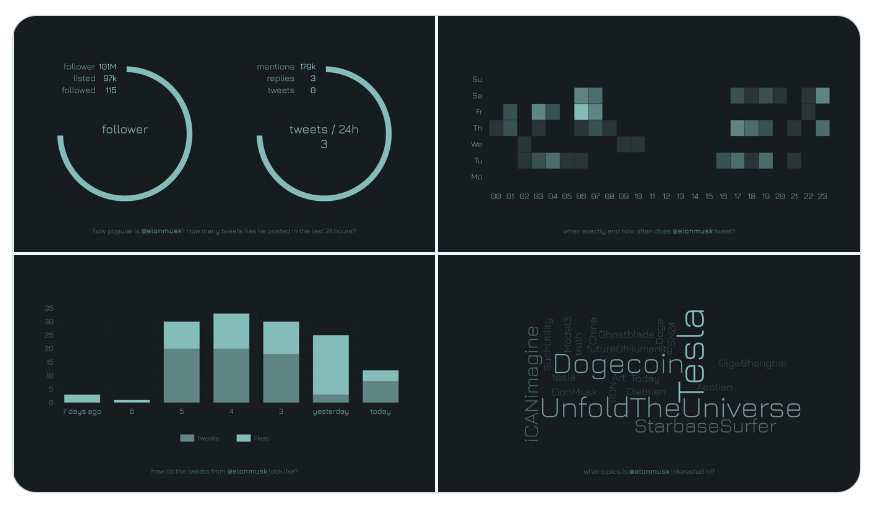 follower 101M
listed 97k
followed 115
follower
mentions 179k
replies 3
tweets 0
tweets / 24h
3
how popular is @elonmusk? How many tweets has he posted in the last 24 hours?
Su
Sa
Fr
Th
We
Tu
Mo
00 01 02 03 04 05 06 07 08 09 10 11 12 13 14 15 16 17 18 19 20 21 22 23
when exactly and how often does @elonmusk tweet?
35
30
25
20
15
10
5
0
7 days ago 6 5 4 3 yesterday today
tweets likes
how do the tweets from @elonmusk look like?
iCANimagine
SuchUtility
Model3
truth
China
Ghostblade
Doge
SN24
futureOfHumanity
Tesla
Dogecoin
GigaShanghai
tesla
Art
Today
ElonMusk
Dietitian
Aeolian
UnfoldTheUniverse
StarbaseSurfer
what topics is @elonmusk interested in?